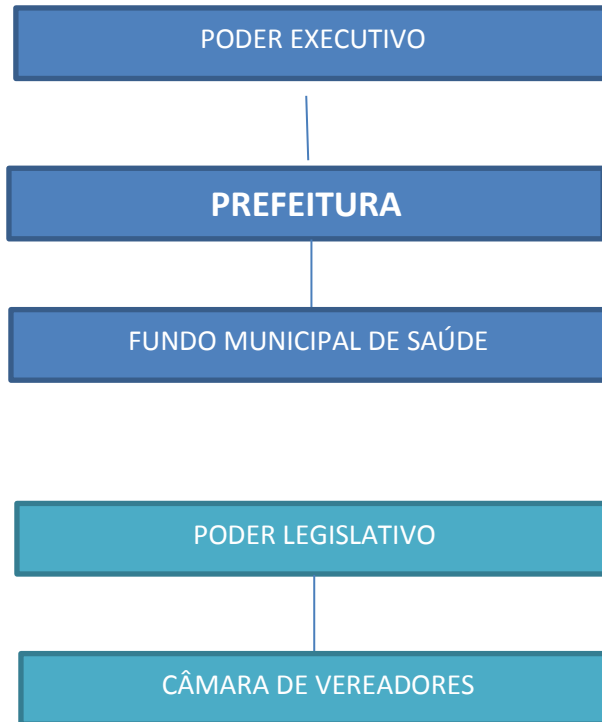 PODER EXECUTIVO
PREFEITURA
FUNDO MUNICIPAL DE SAÚDE
PODER LEGISLATIVO
CÂMARA DE VEREADORES